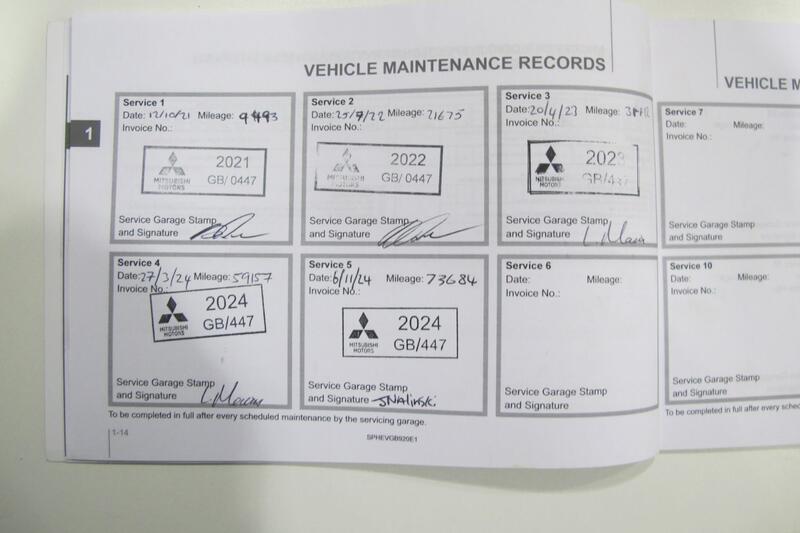 VEHICLE MAINTENANCE RECORDS
VEHICLE M
1
Service 1
Date: 12/10/21 Mileage: 9493
Invoice No.:
MITSUBISHI MOTORS
2021
GB/0447
Service Garage Stamp
and Signature
Service 2
Date: 25/7/22 Mileage: 21675
Invoice No.:
MITSUBISHI MOTORS
2022
GB/0447
Service Garage Stamp
and Signature
Service 3
Date: 20/4/23 Mileage:
Invoice No.:
MITSUBISHI MOTORS
2023
Service Garage Stamp
and Signature
Service 7
Date: Mileage:
Invoice No.:
Service Garage Stamp
and Signature
Service 4
Date: 27/3/24 Mileage: 59157
Invoice No.:
MITSUBISHI MOTORS
2024
GB/447
Service Garage Stamp
and Signature
Service 5
Date: 6/11/24 Mileage: 73684
Invoice No.:
MITSUBISHI MOTORS
2024
GB/447
Service Garage Stamp
and Signature SNalinski
Service 6
Date: Mileage:
Invoice No.:
Service Garage Stamp
and Signature
Service 10
Date: Mileage:
Invoice No.:
Service Garage Stamp
and Signature
To be completed in full after every scheduled maintenance by the servicing garage.
To be completed in full after every sched
1-14
SPHEVGB920E1